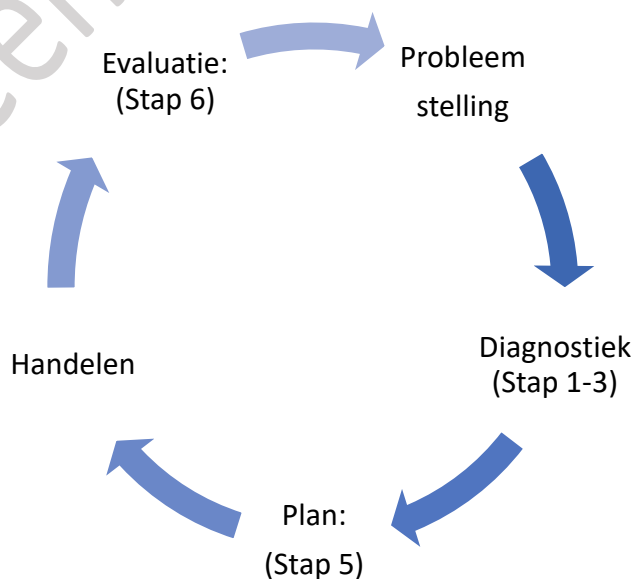 Evaluatie:
(Stap 6)
Probleem
stelling
Diagnostiek
(Stap 1-3)
Plan:
(Stap 5)
Handelen